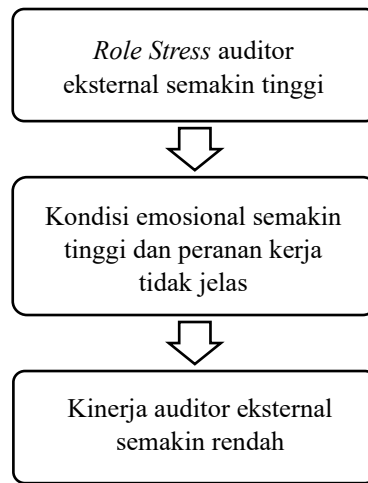 Role Stress auditor
eksternal semakin tinggi
Kondisi emosional semakin
tinggi dan peranan kerja
tidak jelas
Kinerja auditor eksternal
semakin rendah